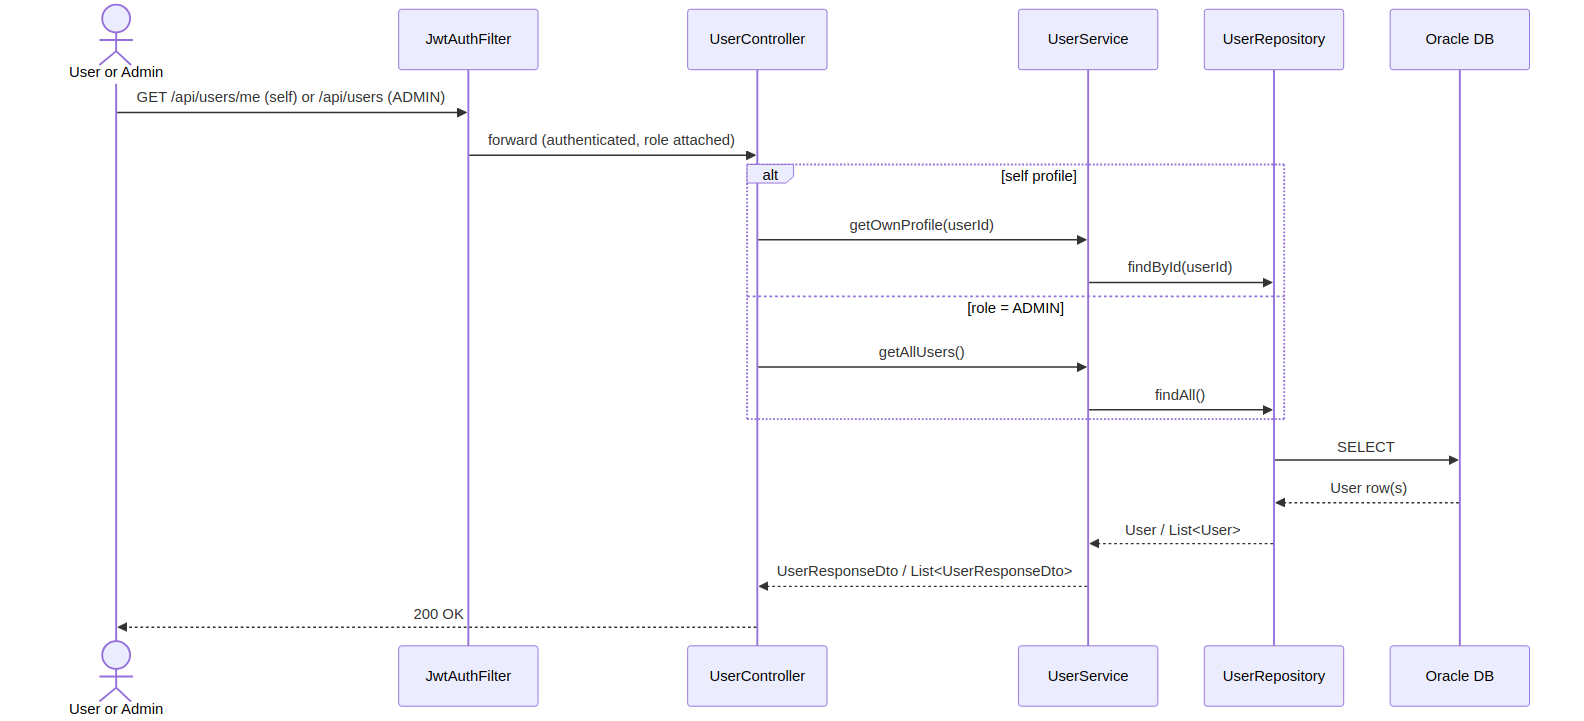 User or Admin
JwtAuthFilter
UserController
UserService
UserRepository
Oracle DB
GET /api/users/me (self) or /api/users (ADMIN)
forward (authenticated, role attached)
alt
[self profile]
getOwnProfile(userId)
findById(userId)
[role = ADMIN]
getAllUsers()
findAll()
SELECT
User row(s)
User / List<User>
UserResponseDto / List<UserResponseDto>
200 OK
User or Admin
JwtAuthFilter
UserController
UserService
UserRepository
Oracle DB